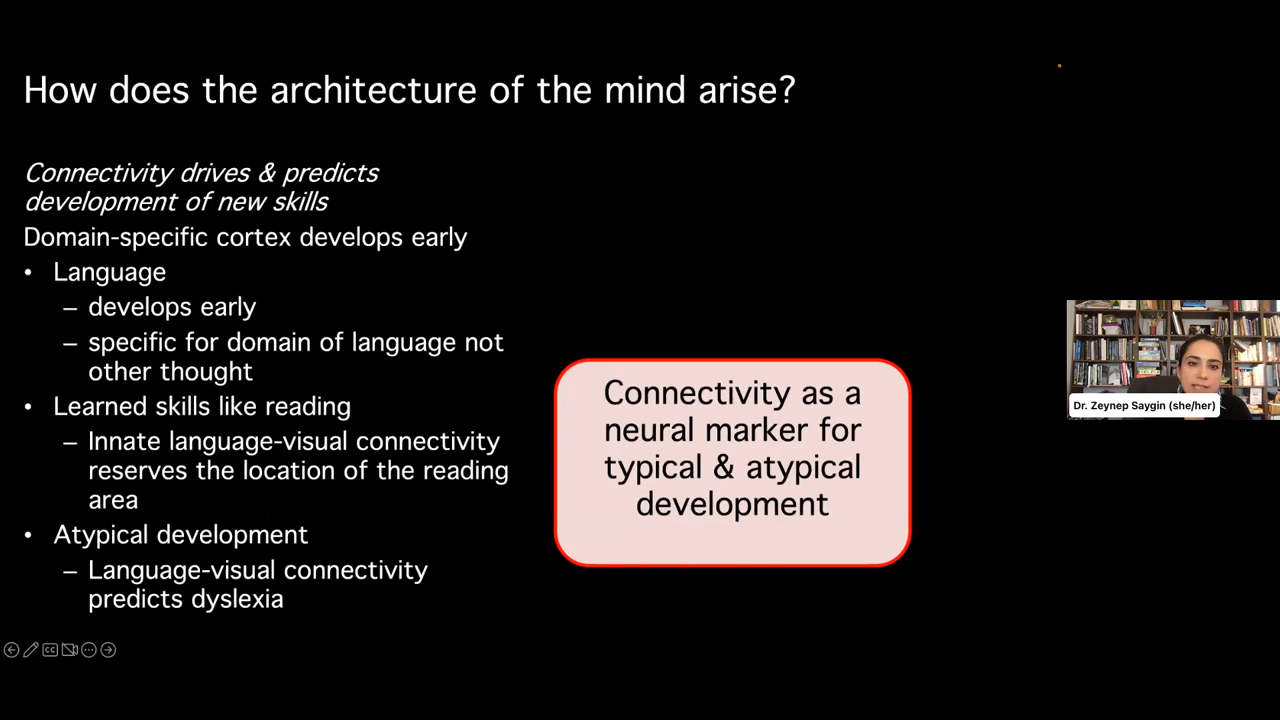 How does the architecture of the mind arise?
Connectivity drives & predicts
development of new skills
Domain-specific cortex develops early
• Language
– develops early
– specific for domain of language not
other thought
• Learned skills like reading
– Innate language-visual connectivity
reserves the location of the reading
area
• Atypical development
– Language-visual connectivity
predicts dyslexia
Connectivity as a
neural marker for
typical & atypical
development
Dr. Zeynep Saygin (she/her)
CC